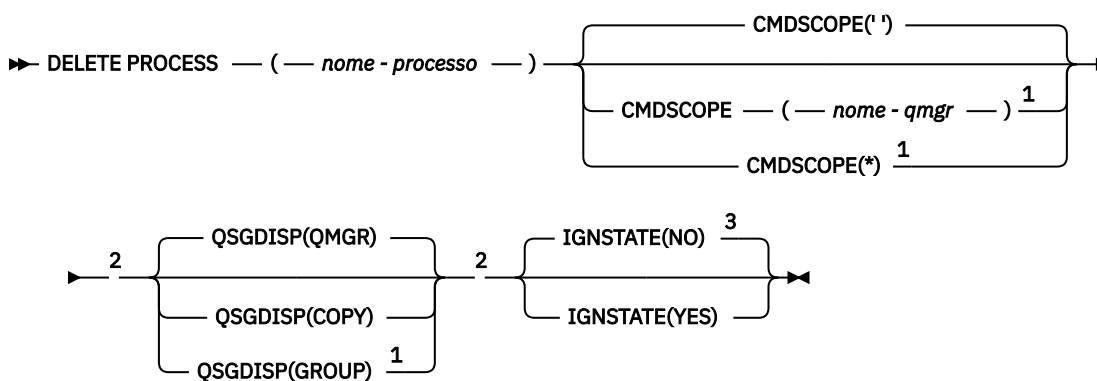 CMDSCOPE(' ')
DELETE PROCESS ( nome - processo )
CMDSCOPE ( nome - qmgr ) 1
CMDSCOPE(*) 1
2 QSGDISP(QMGR) 2 IGNSTATE(NO) 3
QSGDISP(COPY) IGNSTATE(YES)
QSGDISP(GROUP) 1